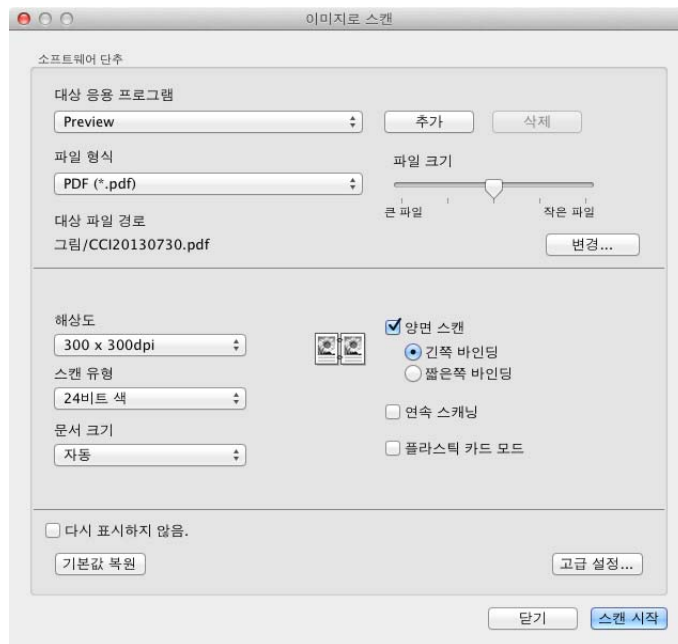 이미지로 스캔
소프트웨어 단추
대상 응용 프로그램
Preview
추가
삭제
파일 형식
PDF (*.pdf)
파일 크기
큰 파일
작은 파일
대상 파일 경로
그림/CCI20130730.pdf
변경...
해상도
300 x 300dpi
스캔 유형
24비트 색
문서 크기
자동
양면 스캔
긴쪽 바인딩
짧은쪽 바인딩
연속 스캐닝
플라스틱 카드 모드
다시 표시하지 않음.
기본값 복원
고급 설정...
닫기
스캔 시작